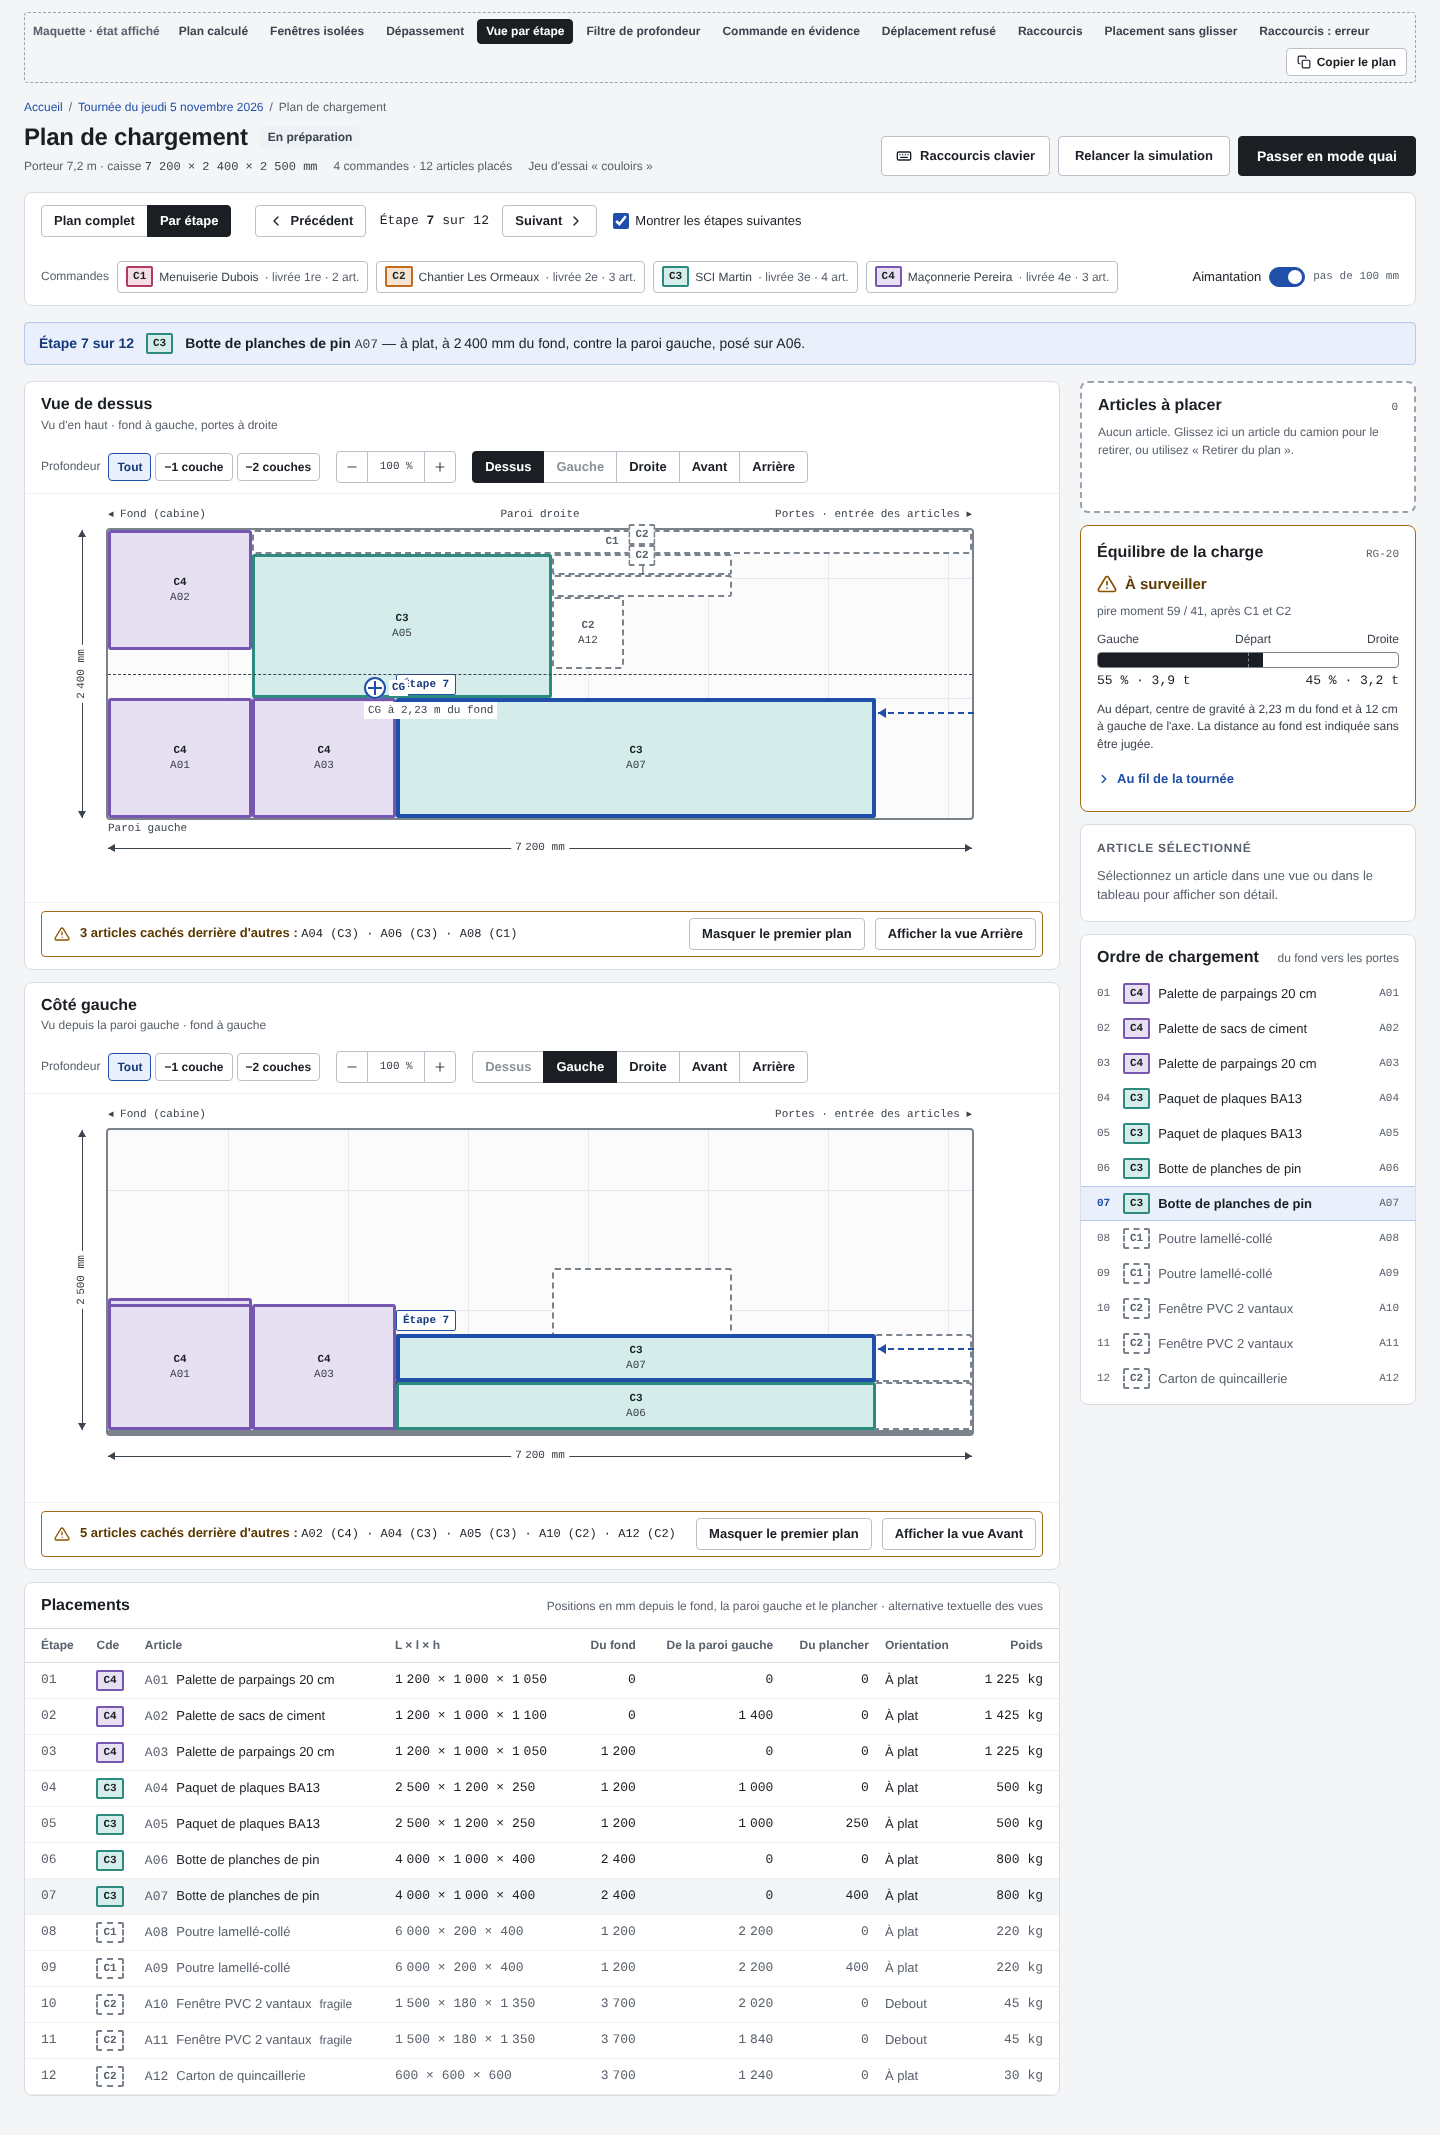 Maquette · état affiché Plan calculé Fenêtres isolées Dépassement Vue par étape Filtre de profondeur Commande en évidence Déplacement refusé Raccourcis Placement sans glisser Raccourcis : erreur
Copier le plan
Accueil / Tournée du jeudi 5 novembre 2026 / Plan de chargement
Plan de chargement En préparation
Porteur 7,2 m · caisse 7 200 × 2 400 × 2 500 mm 4 commandes · 12 articles placés Jeu d'essai « couloirs »
Raccourcis clavier Relancer la simulation Passer en mode quai
Plan complet Par étape Précédent Étape 7 sur 12 Suivant Montrer les étapes suivantes
Commandes C1 Menuiserie Dubois · livrée 1re · 2 art. C2 Chantier Les Ormeaux · livrée 2e · 3 art. C3 SCI Martin · livrée 3e · 4 art. C4 Maçonnerie Pereira · livrée 4e · 3 art. Aimantation pas de 100 mm
Étape 7 sur 12 C3 Botte de planches de pin A07 — à plat, à 2 400 mm du fond, contre la paroi gauche, posé sur A06.
Vue de dessus
Vu d'en haut · fond à gauche, portes à droite
Profondeur Tout −1 couche −2 couches − 100 % + Dessus Gauche Droite Avant Arrière
◂ Fond (cabine) Paroi droite Portes · entrée des articles ▸
C1 C2
C2
C4
A02
C3
A05
C2
A12
2 400 mm
CG Étape 7
CG à 2,23 m du fond
C4
A01
C4
A03
C3
A07
Paroi gauche
7 200 mm
3 articles cachés derrière d'autres : A04 (C3) · A06 (C3) · A08 (C1) Masquer le premier plan Afficher la vue Arrière
Côté gauche
Vu depuis la paroi gauche · fond à gauche
Profondeur Tout −1 couche −2 couches − 100 % + Dessus Gauche Droite Avant Arrière
◂ Fond (cabine) Portes · entrée des articles ▸
2 500 mm
Étape 7
C4
A01
C4
A03
C3
A07
C3
A06
7 200 mm
5 articles cachés derrière d'autres : A02 (C4) · A04 (C3) · A05 (C3) · A10 (C2) · A12 (C2) Masquer le premier plan Afficher la vue Avant
Placements Positions en mm depuis le fond, la paroi gauche et le plancher · alternative textuelle des vues
Étape Cde Article L × l × h Du fond De la paroi gauche Du plancher Orientation Poids
01 C4 A01 Palette de parpaings 20 cm 1 200 × 1 000 × 1 050 0 0 0 À plat 1 225 kg
02 C4 A02 Palette de sacs de ciment 1 200 × 1 000 × 1 100 0 1 400 0 À plat 1 425 kg
03 C4 A03 Palette de parpaings 20 cm 1 200 × 1 000 × 1 050 1 200 0 0 À plat 1 225 kg
04 C3 A04 Paquet de plaques BA13 2 500 × 1 200 × 250 1 200 1 000 0 À plat 500 kg
05 C3 A05 Paquet de plaques BA13 2 500 × 1 200 × 250 1 200 1 000 250 À plat 500 kg
06 C3 A06 Botte de planches de pin 4 000 × 1 000 × 400 2 400 0 0 À plat 800 kg
07 C3 A07 Botte de planches de pin 4 000 × 1 000 × 400 2 400 0 400 À plat 800 kg
08 C1 A08 Poutre lamellé-collé 6 000 × 200 × 400 1 200 2 200 0 À plat 220 kg
09 C1 A09 Poutre lamellé-collé 6 000 × 200 × 400 1 200 2 200 400 À plat 220 kg
10 C2 A10 Fenêtre PVC 2 vantaux fragile 1 500 × 180 × 1 350 3 700 2 020 0 Debout 45 kg
11 C2 A11 Fenêtre PVC 2 vantaux fragile 1 500 × 180 × 1 350 3 700 1 840 0 Debout 45 kg
12 C2 A12 Carton de quincaillerie 600 × 600 × 600 3 700 1 240 0 À plat 30 kg
Articles à placer 0
Aucun article. Glissez ici un article du camion pour le
retirer, ou utilisez « Retirer du plan ».
Équilibre de la charge RG-20
À surveiller
pire moment 59 / 41, après C1 et C2
Gauche Départ Droite
55 % · 3,9 t 45 % · 3,2 t
Au départ, centre de gravité à 2,23 m du fond et à 12 cm
à gauche de l'axe. La distance au fond est indiquée sans
être jugée.
Au fil de la tournée
ARTICLE SÉLECTIONNÉ
Sélectionnez un article dans une vue ou dans le
tableau pour afficher son détail.
Ordre de chargement du fond vers les portes
01 C4 Palette de parpaings 20 cm A01
02 C4 Palette de sacs de ciment A02
03 C4 Palette de parpaings 20 cm A03
04 C3 Paquet de plaques BA13 A04
05 C3 Paquet de plaques BA13 A05
06 C3 Botte de planches de pin A06
07 C3 Botte de planches de pin A07
08 C1 Poutre lamellé-collé A08
09 C1 Poutre lamellé-collé A09
10 C2 Fenêtre PVC 2 vantaux A10
11 C2 Fenêtre PVC 2 vantaux A11
12 C2 Carton de quincaillerie A12